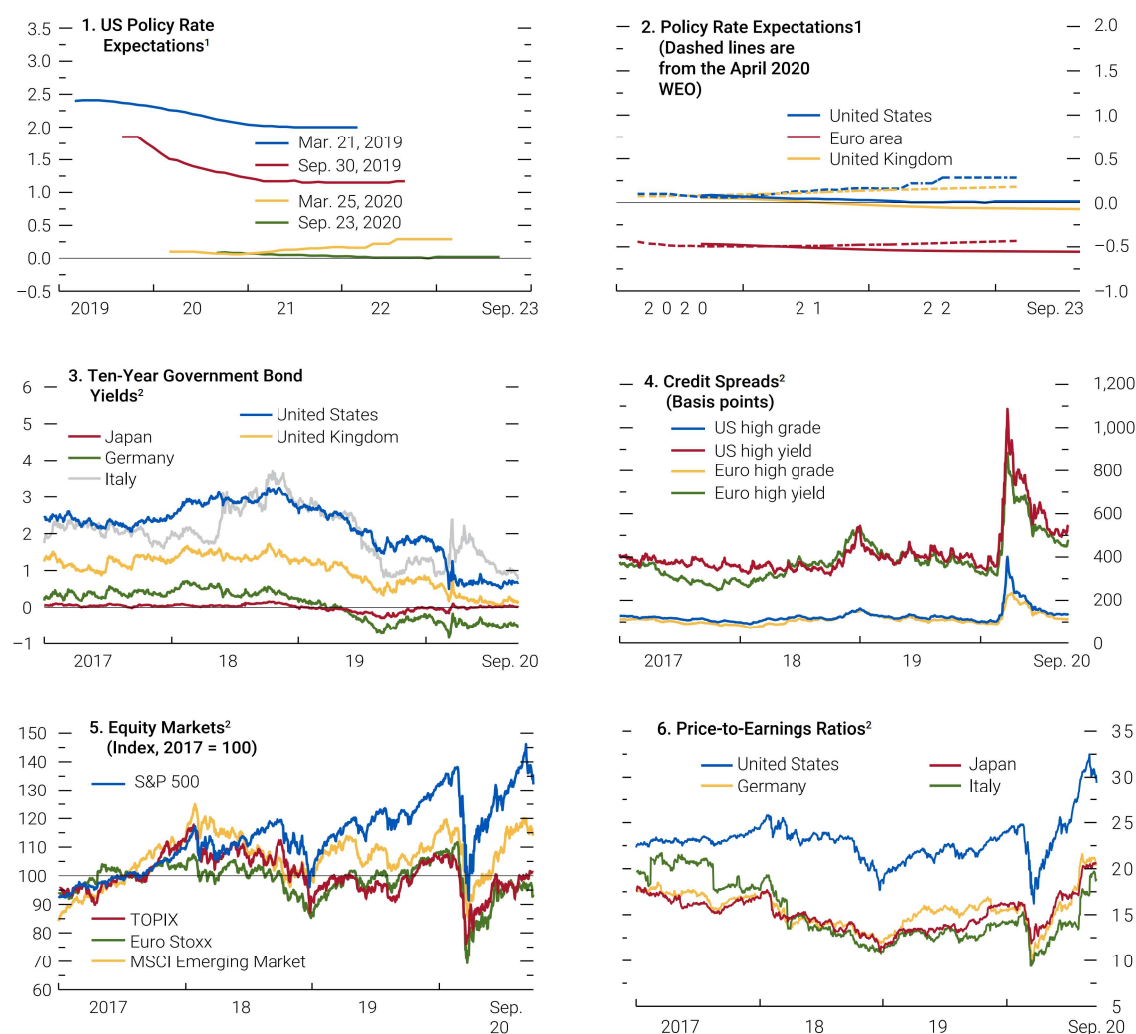 1. US Policy Rate
Expectations¹
3.5
3.0
2.5
2.0
1.5
1.0
0.5
0.0
−0.5
Mar. 21, 2019
Sep. 30, 2019
Mar. 25, 2020
Sep. 23, 2020
2019 20 21 22 Sep. 23
2. Policy Rate Expectations1
(Dashed lines are
from the April 2020
WEO)
United States
Euro area
United Kingdom
2.0
1.5
1.0
0.5
0.0
−0.5
−1.0
2 0 2 0 2 1 2 2 Sep. 23
3. Ten-Year Government Bond
Yields²
United States
Japan
United Kingdom
Germany
Italy
6
5
4
3
2
1
0
−1
2017 18 19 Sep. 20
4. Credit Spreads²
(Basis points)
US high grade
US high yield
Euro high grade
Euro high yield
1,200
1,000
800
600
400
200
0
2017 18 19 Sep. 20
5. Equity Markets²
(Index, 2017 = 100)
S&P 500
150
140
130
120
110
100
90
80
70
60
TOPIX
Euro Stoxx
MSCI Emerging Market
2017 18 19 Sep.
20
6. Price-to-Earnings Ratios²
United States Japan
Germany Italy
35
30
25
20
15
10
5
2017 18 19 Sep. 20